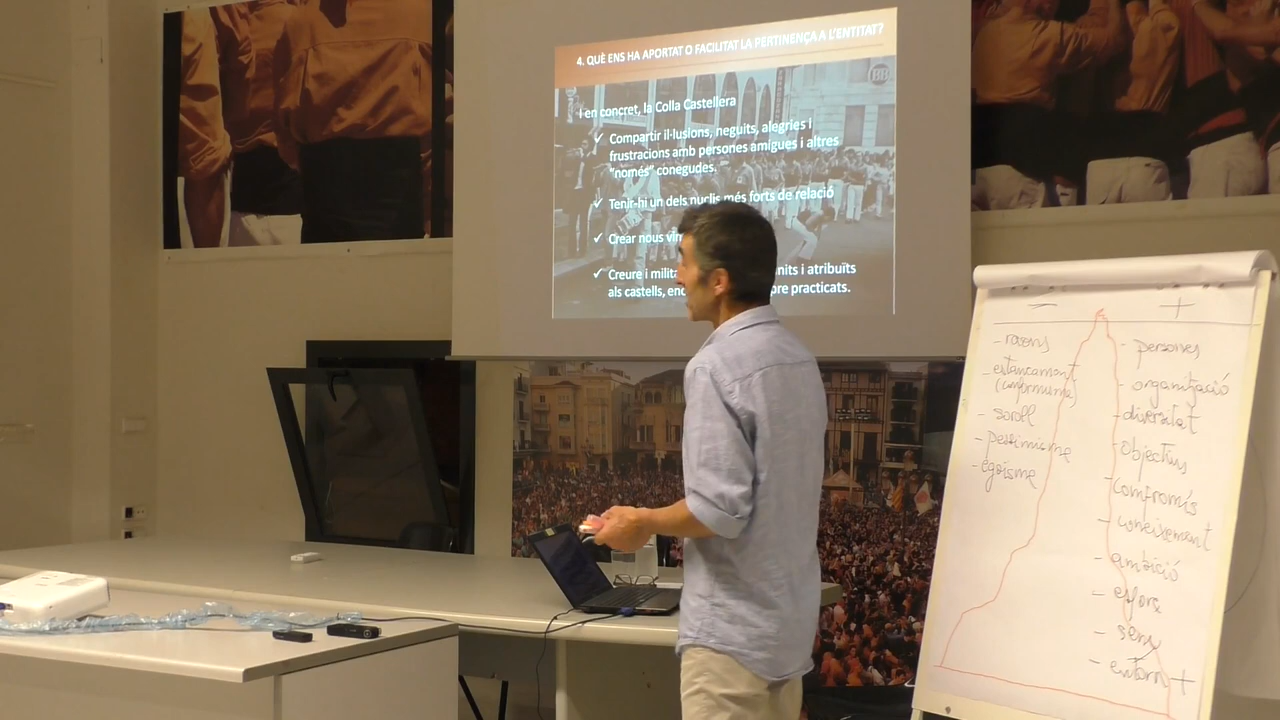 4. QUÈ ENS HA APORTAT O FACILITAT LA PERTINENÇA A L'ENTITAT?
BB
I en concret, la Colla Castellera
✓ Compartir il·lusions, neguits, alegries i
frustracions amb persones amigues i altres
"només" conegudes.
✓ Tenir-hi un dels nuclis més forts de relació
✓ Crear nous
✓ Creure i i atribuïts
als castells, practicats.
— +
- estancament
- soroll
- pessimisme
- egoisme
- persones
- organització
- diversitat
- objectius
- compromís
- coneixement
- ambició
- esforç
- seny
- entorn +